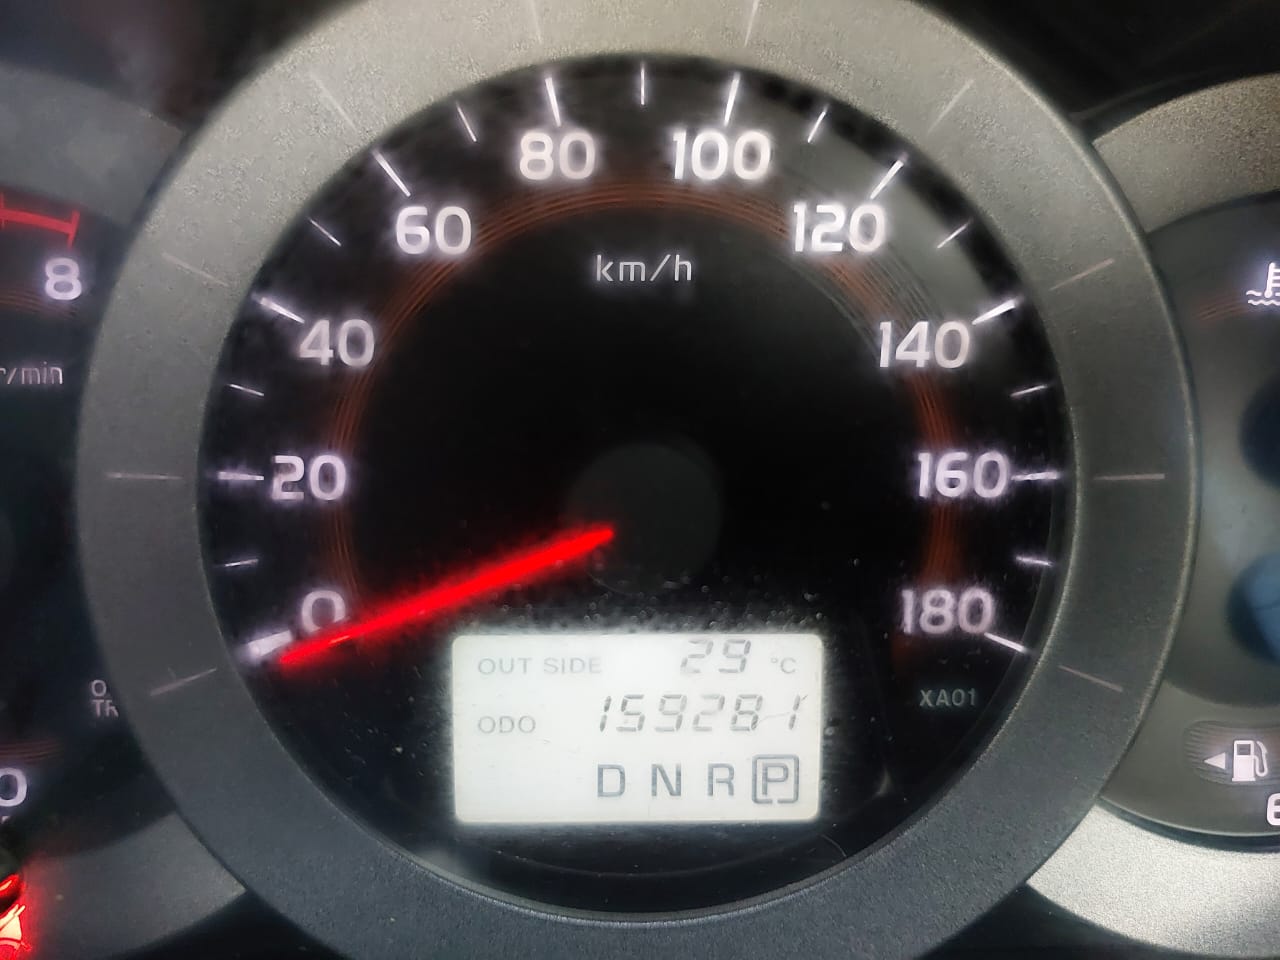 80 100
60 120
km/h
40 140
20 160
0 180
8
r/min
XA01
OUT SIDE 29 °C
ODO 159281
D N R P